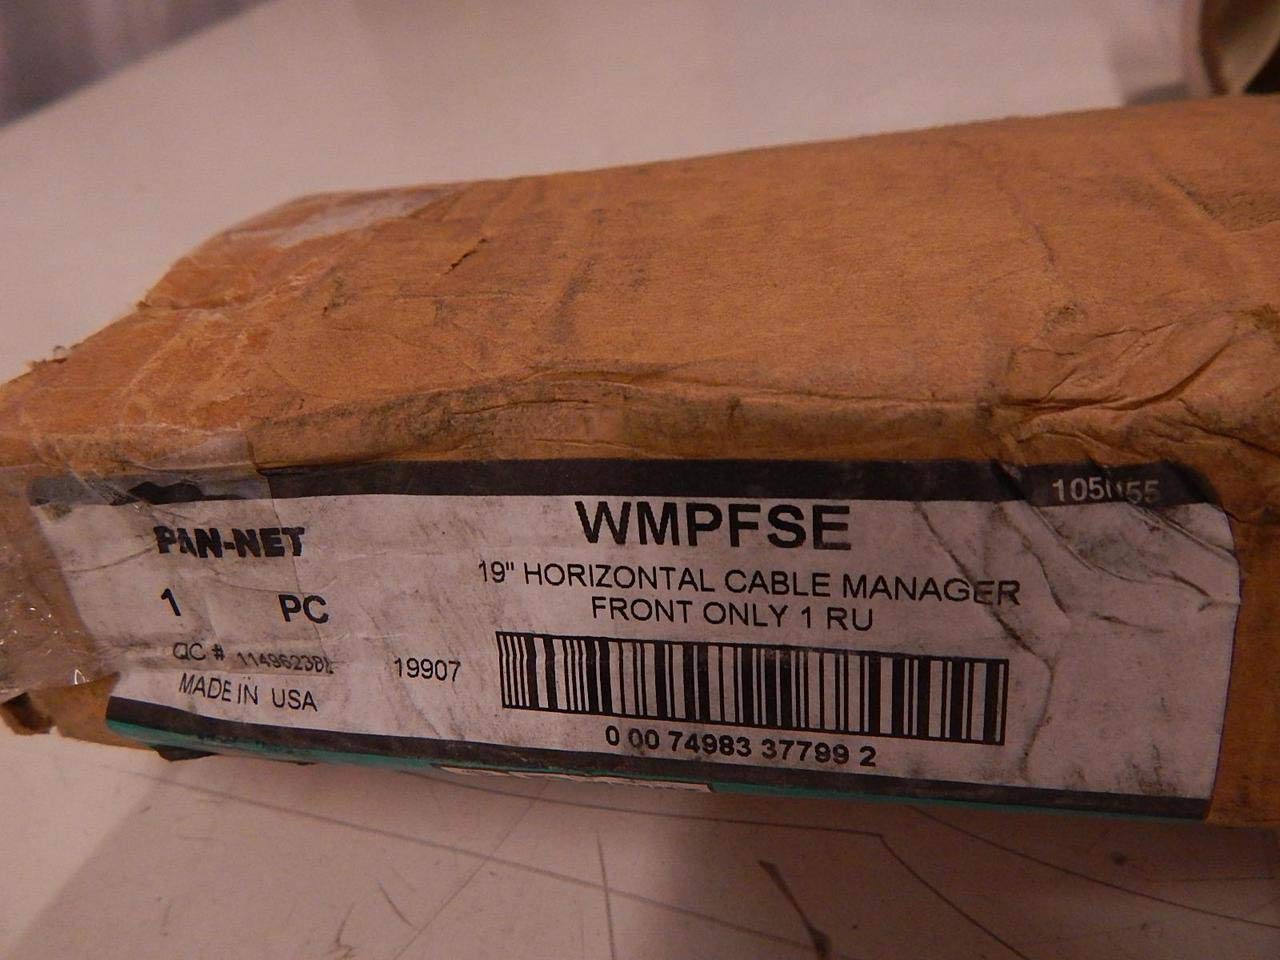 WMPFSE
PAN-NET
19" HORIZONTAL CABLE MANAGER
FRONT ONLY 1 RU
1 PC
QC #
19907
MADE IN USA
0 00 74983 37799 2